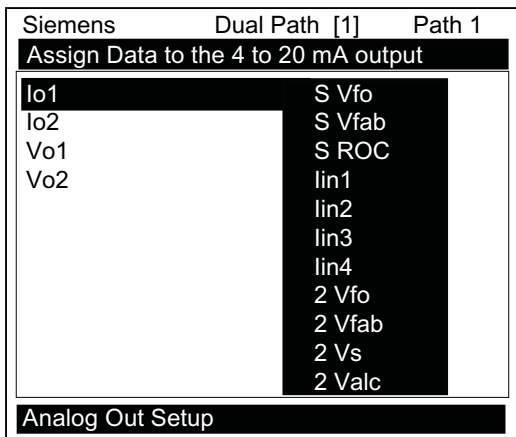 Siemens Dual Path [1] Path 1
Assign Data to the 4 to 20 mA output
Io1 S Vfo
Io2 S Vfab
Vo1 S ROC
Vo2 Iin1
Iin2
Iin3
Iin4
2 Vfo
2 Vfab
2 Vs
2 Valc
Analog Out Setup